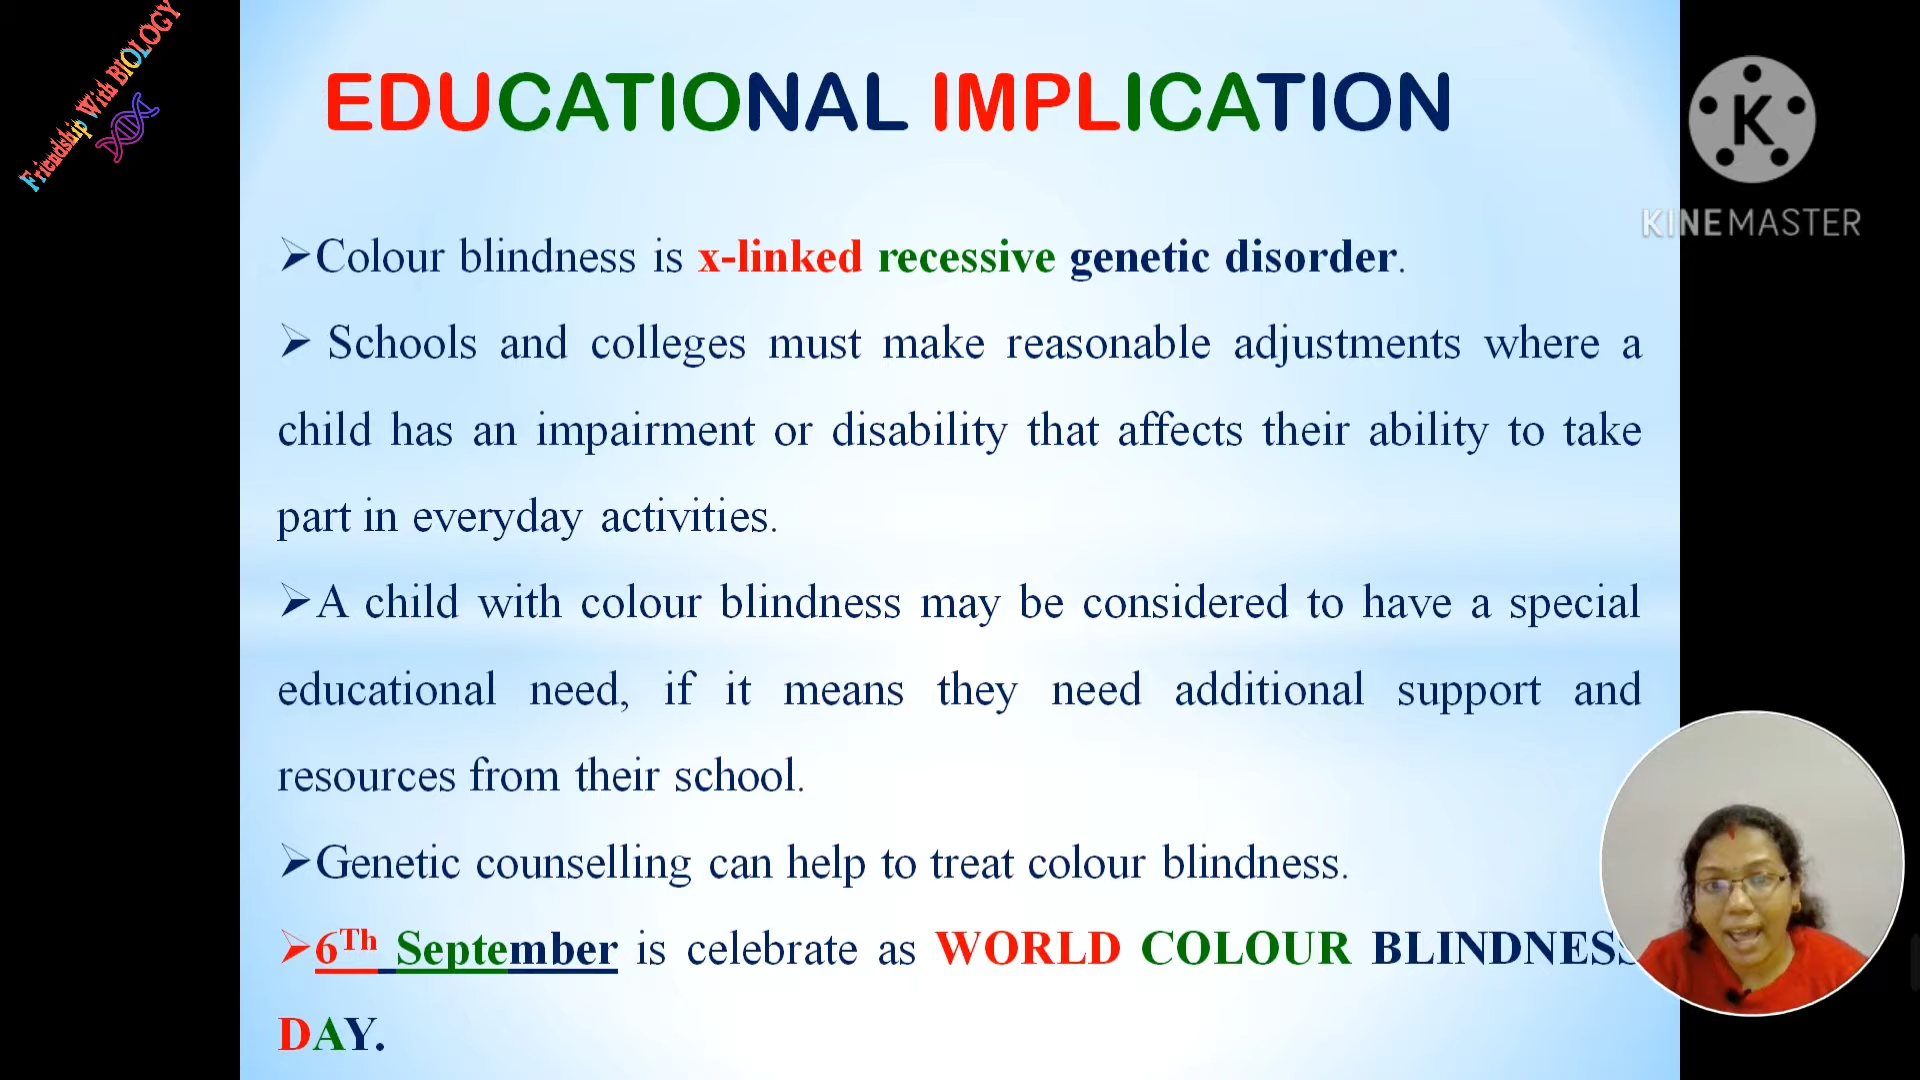 Friendship With BIOLOGY
EDUCATIONAL IMPLICATION
K
KINEMASTER
➢Colour blindness is x-linked recessive genetic disorder.
➢ Schools and colleges must make reasonable adjustments where a
child has an impairment or disability that affects their ability to take
part in everyday activities.
➢A child with colour blindness may be considered to have a special
educational need, if it means they need additional support and
resources from their school.
➢Genetic counselling can help to treat colour blindness.
➢6Th September is celebrate as WORLD COLOUR BLINDNESS
DAY.